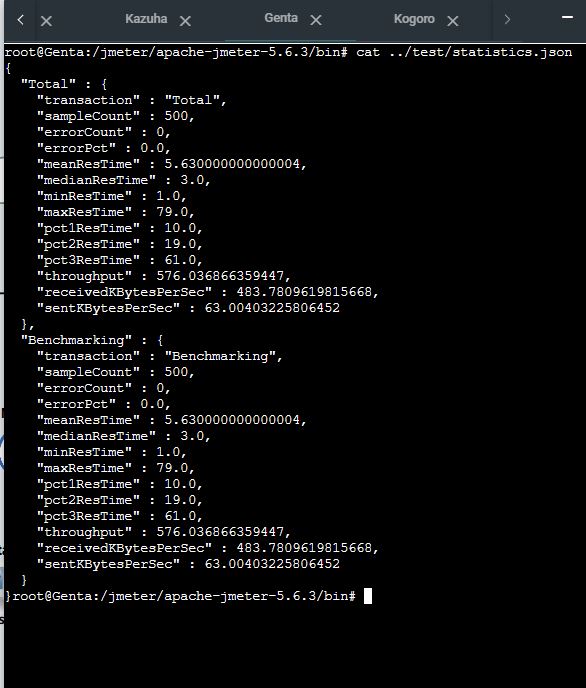 Kazuha Genta Kogoro
root@Genta:/jmeter/apache-jmeter-5.6.3/bin# cat ../test/statistics.json
{
  "Total" : {
    "transaction" : "Total",
    "sampleCount" : 500,
    "errorCount" : 0,
    "errorPct" : 0.0,
    "meanResTime" : 5.630000000000004,
    "medianResTime" : 3.0,
    "minResTime" : 1.0,
    "maxResTime" : 79.0,
    "pct1ResTime" : 10.0,
    "pct2ResTime" : 19.0,
    "pct3ResTime" : 61.0,
    "throughput" : 576.036866359447,
    "receivedKBytesPerSec" : 483.7809619815668,
    "sentKBytesPerSec" : 63.00403225806452
  },
  "Benchmarking" : {
    "transaction" : "Benchmarking",
    "sampleCount" : 500,
    "errorCount" : 0,
    "errorPct" : 0.0,
    "meanResTime" : 5.630000000000004,
    "medianResTime" : 3.0,
    "minResTime" : 1.0,
    "maxResTime" : 79.0,
    "pct1ResTime" : 10.0,
    "pct2ResTime" : 19.0,
    "pct3ResTime" : 61.0,
    "throughput" : 576.036866359447,
    "receivedKBytesPerSec" : 483.7809619815668,
    "sentKBytesPerSec" : 63.00403225806452
  }
}root@Genta:/jmeter/apache-jmeter-5.6.3/bin#